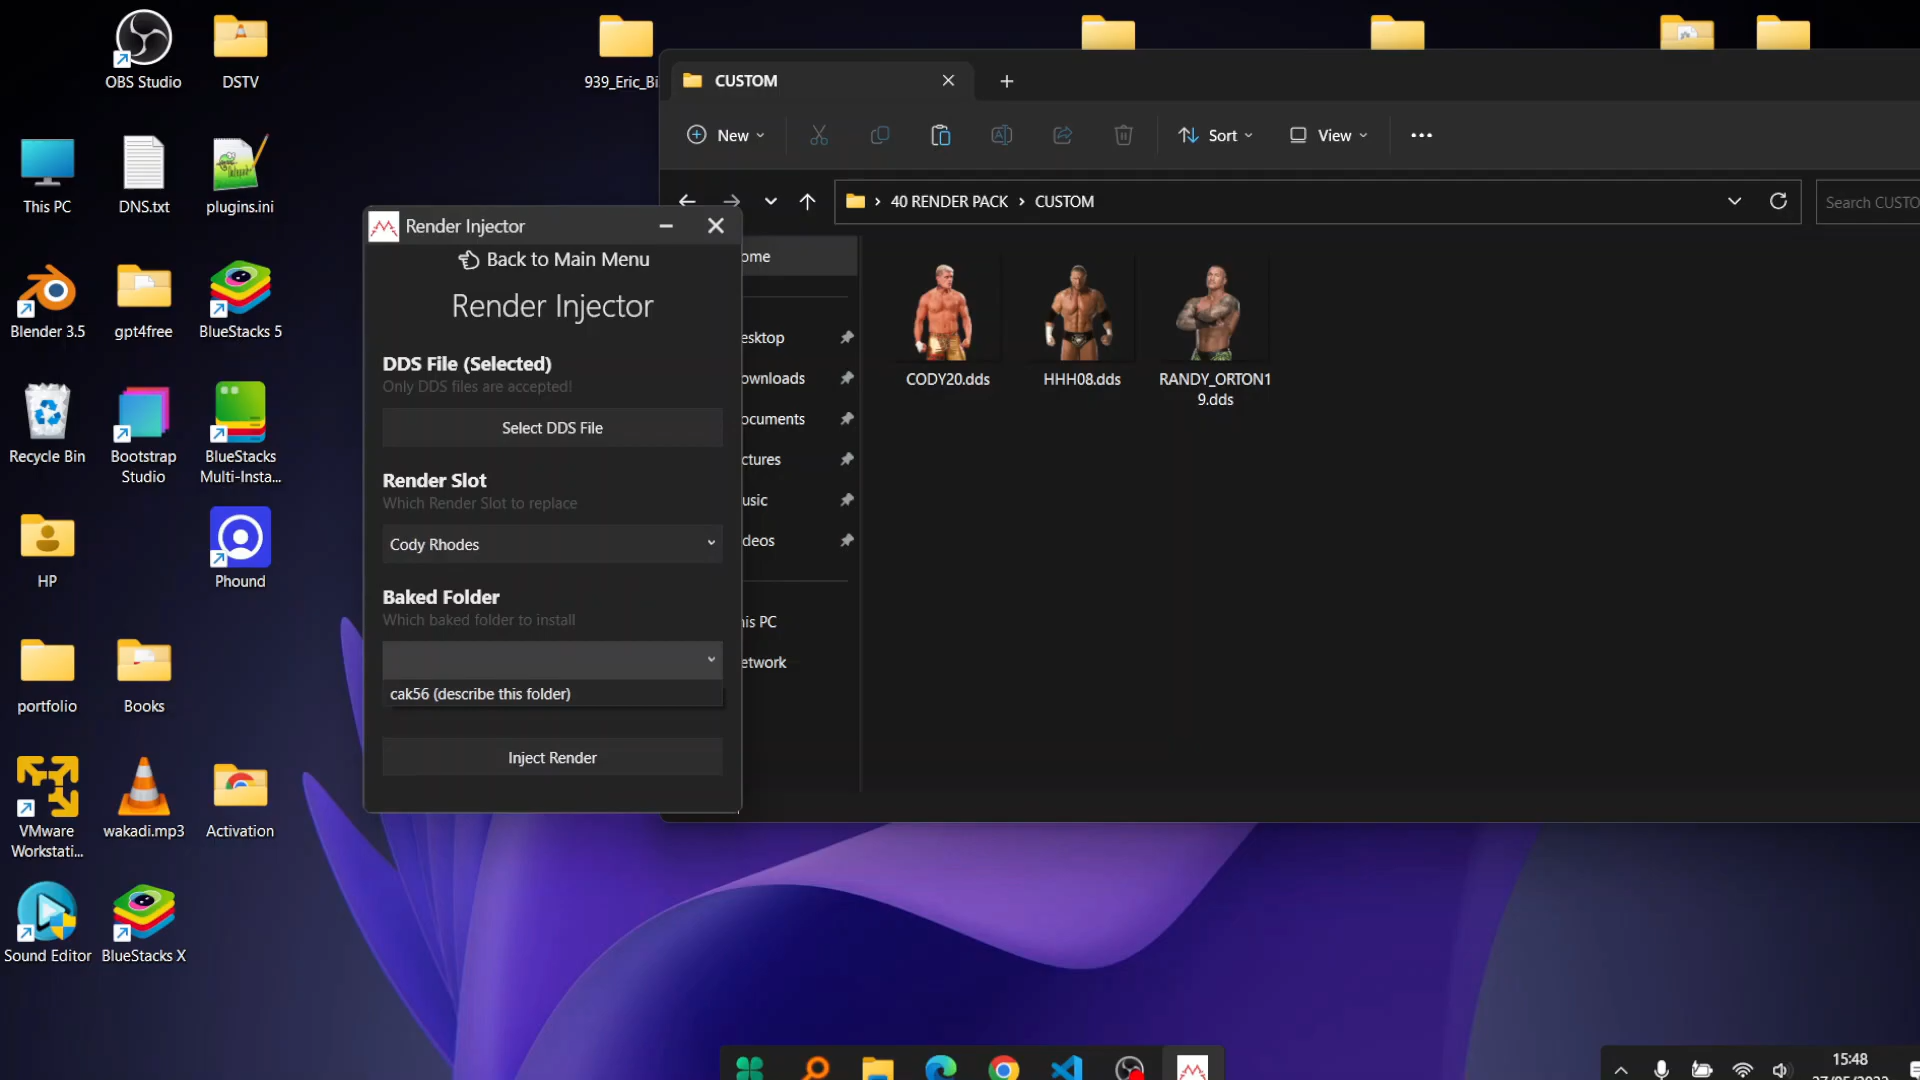 OBS Studio
DSTV
939_Eric_Bi
This PC
DNS.txt
plugins.ini
Blender 3.5
gpt4free
BlueStacks 5
Recycle Bin
Bootstrap
Studio
BlueStacks
Multi-Insta...
HP
Phound
portfolio
Books
VMware
Workstati...
wakadi.mp3
Activation
Sound Editor
BlueStacks X
Render Injector
Back to Main Menu
Render Injector
DDS File (Selected)
Only DDS files are accepted!
Select DDS File
Render Slot
Which Render Slot to replace
Cody Rhodes
Baked Folder
Which baked folder to install
cak56 (describe this folder)
Inject Render
CUSTOM
New
Sort
View
40 RENDER PACK > CUSTOM
Search CUSTO
ome
esktop
ownloads
ocuments
ctures
usic
deos
is PC
etwork
CODY20.dds
HHH08.dds
RANDY_ORTON1
9.dds
15:48